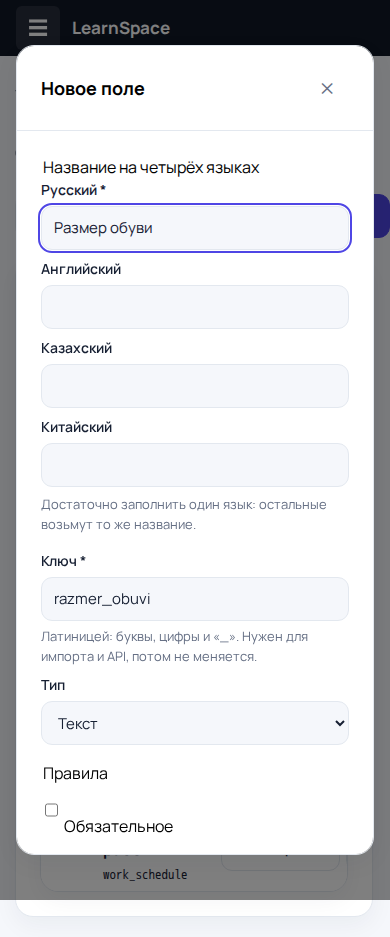 LearnSpace
Новое поле
Название на четырёх языках
Русский *
Размер обуви
Английский
Казахский
Китайский
Достаточно заполнить один язык: остальные
возьмут то же название.
Ключ *
razmer_obuvi
Латиницей: буквы, цифры и «_». Нужен для
импорта и API, потом не меняется.
Тип
Текст
Правила
Обязательное
work_schedule